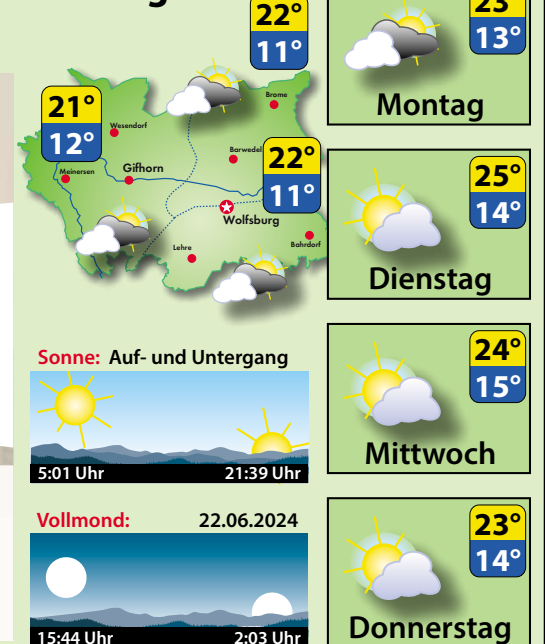 22°
11°
21°
12°
Wesendorf
Brome
Barwedel
22°
11°
Meinersen
Gifhorn
Wolfsburg
Lehre
Bahrdorf
Sonne: Auf- und Untergang
5:01 Uhr 21:39 Uhr
Vollmond: 22.06.2024
15:44 Uhr 2:03 Uhr
23°
13°
Montag
25°
14°
Dienstag
24°
15°
Mittwoch
23°
14°
Donnerstag